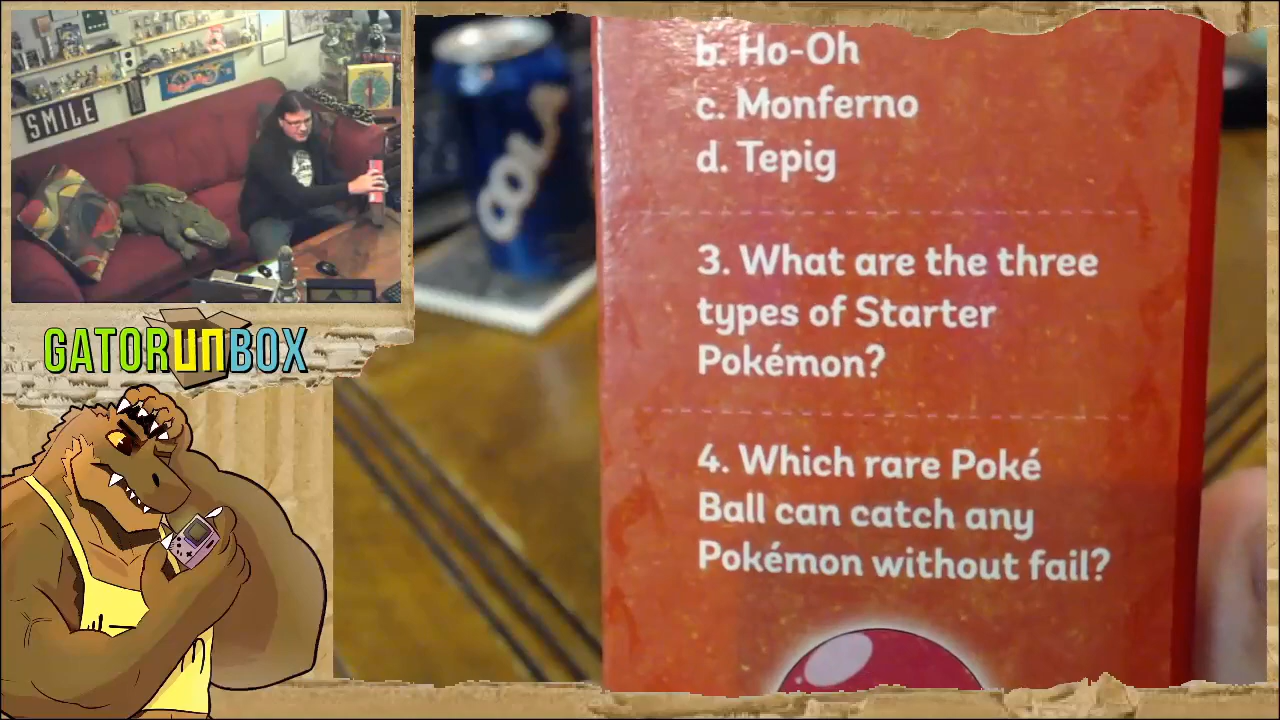 SMILE
GATORUNBOX
COLA
b. Ho-Oh
c. Monferno
d. Tepig
3. What are the three
types of Starter
Pokémon?
4. Which rare Poké
Ball can catch any
Pokémon without fail?